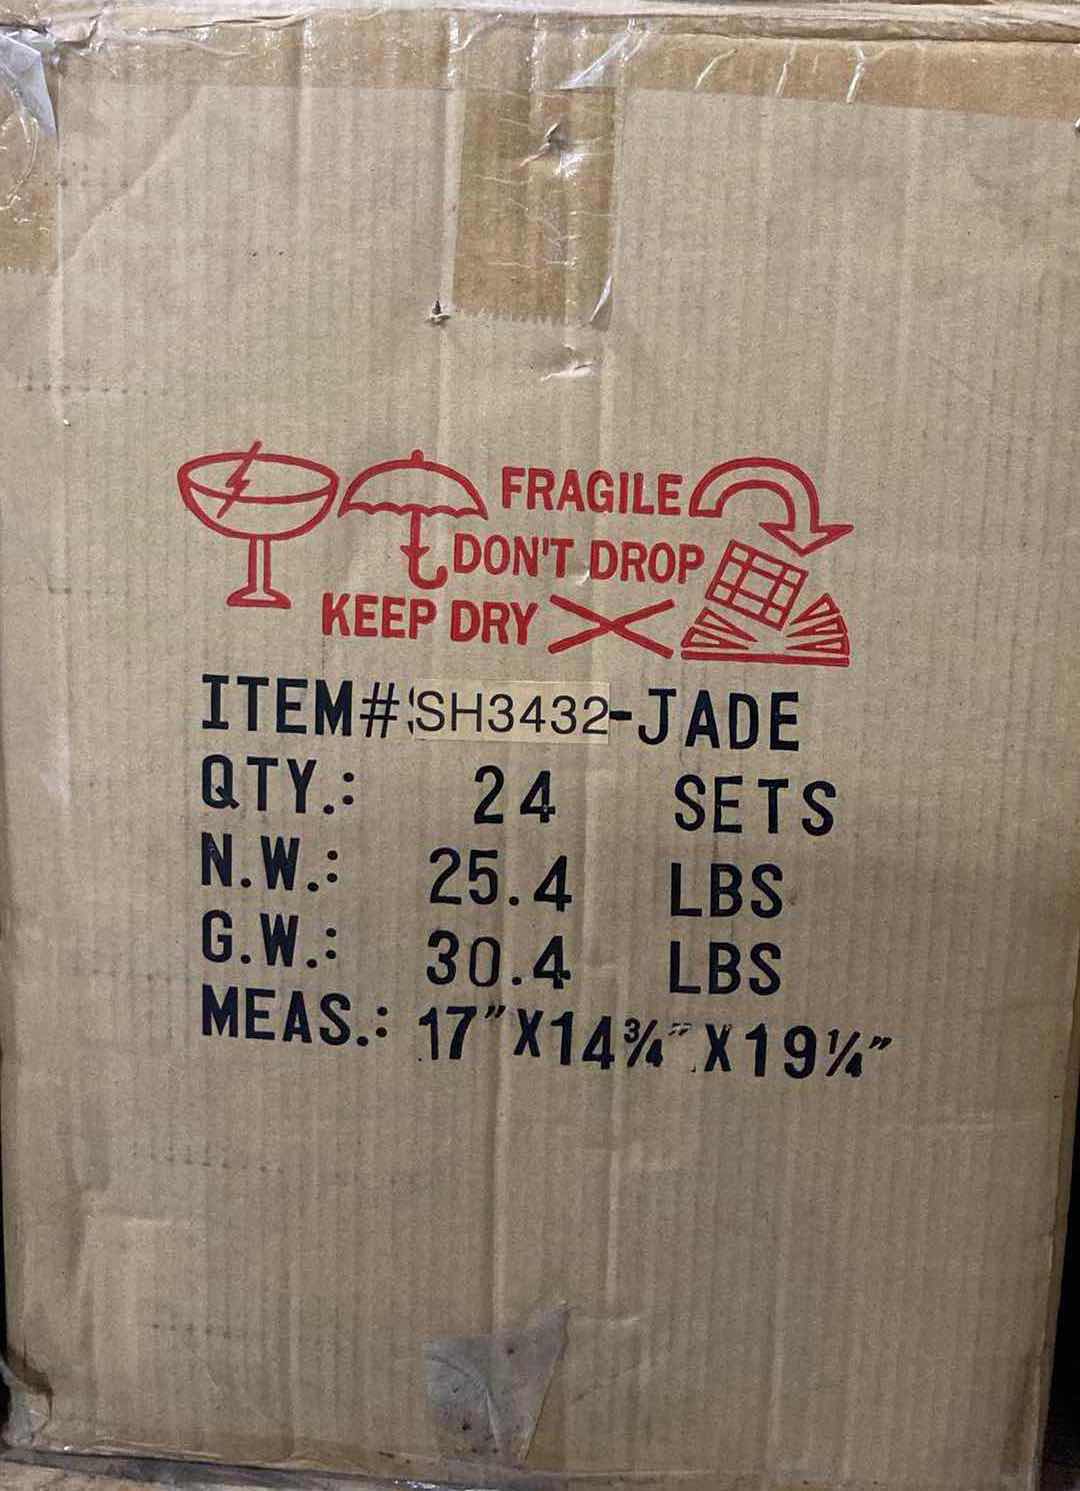 FRAGILE
DON'T DROP
KEEP DRY
ITEM#:SH3432-JADE
QTY.: 24 SETS
N.W.: 25.4 LBS
G.W.: 30.4 LBS
MEAS.: 17"X14¾"X19¼"